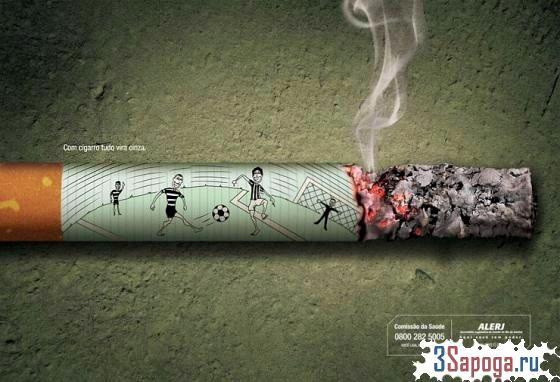 Com cigarro tudo vira cinza.
Comissão da Saúde
0800 282 5005
ALERJ
3Sapoga.ru